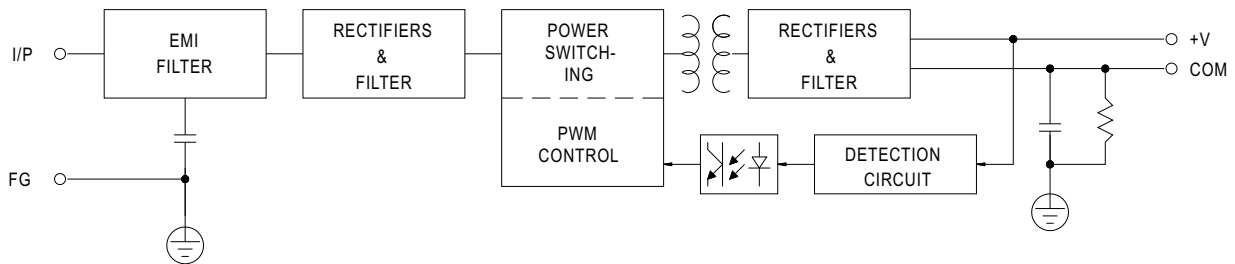 I/P
EMI
FILTER
RECTIFIERS
&
FILTER
POWER
SWITCH-
ING
PWM
CONTROL
RECTIFIERS
&
FILTER
+V
COM
DETECTION
CIRCUIT
FG